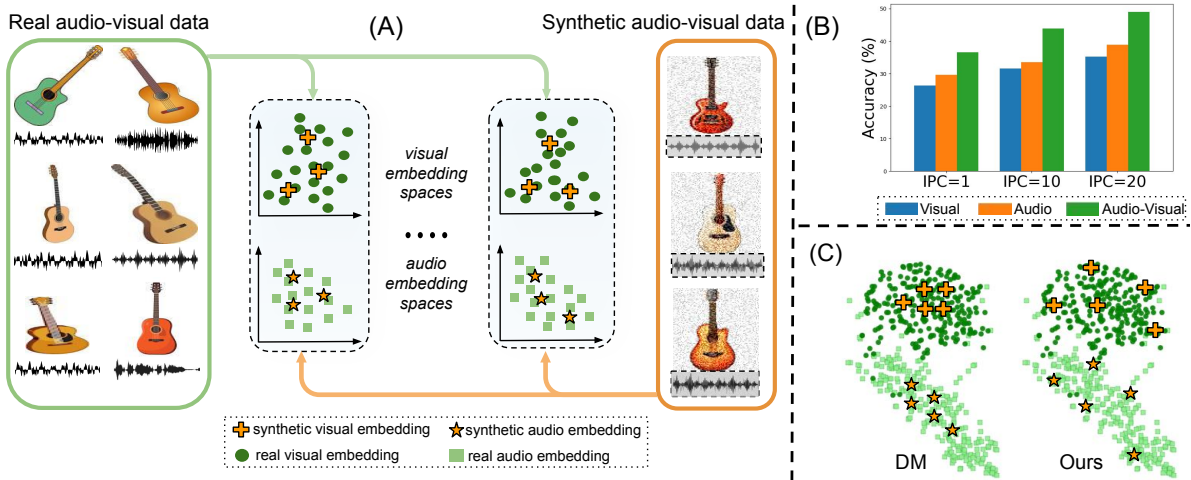 Real audio-visual data
(A)
Synthetic audio-visual data
visual
embedding
spaces
audio
embedding
spaces
synthetic visual embedding
synthetic audio embedding
real visual embedding
real audio embedding
(B)
Accuracy (%)
50
40
30
20
10
0
IPC=1
IPC=10
IPC=20
Visual
Audio
Audio-Visual
(C)
DM
Ours